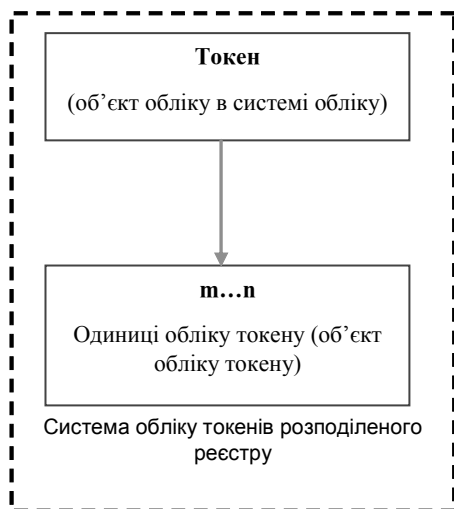 Токен
(об’єкт обліку в системі обліку)
m…n
Одиниці обліку токену (об’єкт
обліку токену)
Система обліку токенів розподіленого
реєстру